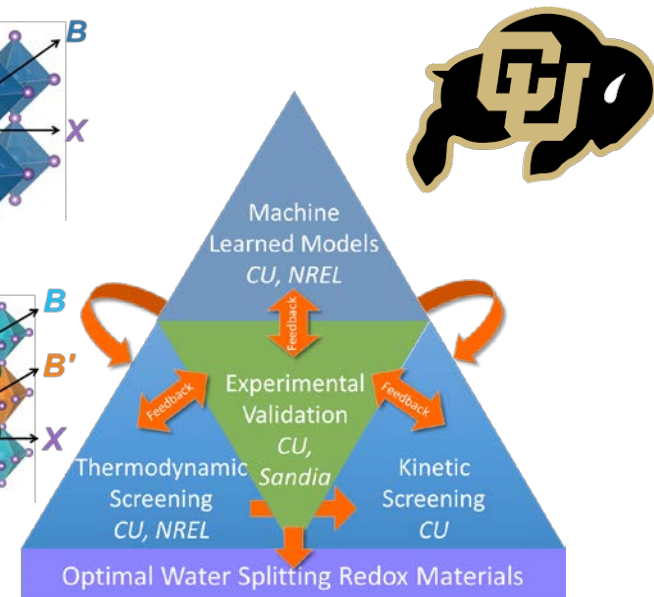 B
X
B
B'
X
CU
Machine
Learned Models
CU, NREL
Feedback
Experimental
Validation
CU,
Sandia
Feedback
Feedback
Thermodynamic
Screening
CU, NREL
Kinetic
Screening
CU
Optimal Water Splitting Redox Materials